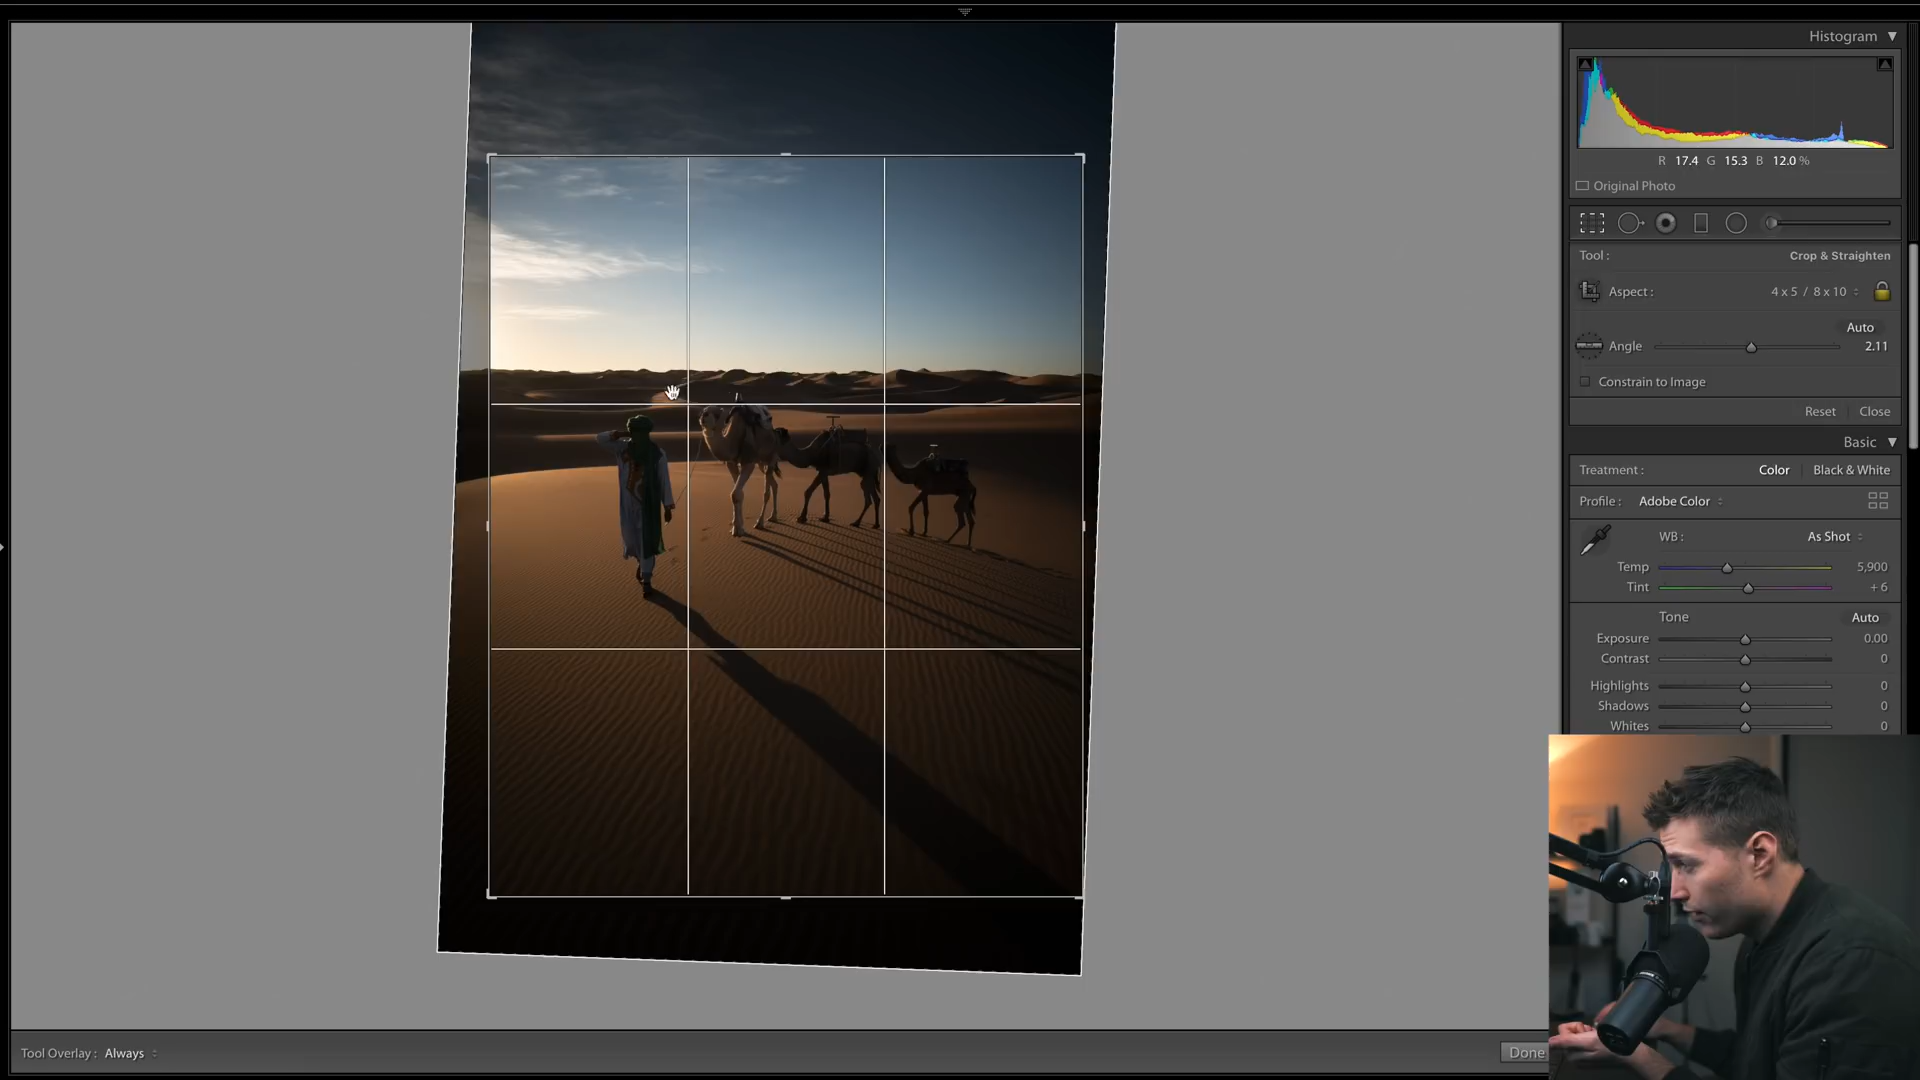 Histogram
R 17.4 G 15.3 B 12.0 %
Original Photo
Tool : Crop & Straighten
Aspect : 4 x 5 / 8 x 10
Auto
Angle 2.11
Constrain to Image
Reset Close
Basic
Treatment : Color Black & White
Profile : Adobe Color
WB : As Shot
Temp 5,900
Tint + 6
Tone Auto
Exposure 0.00
Contrast 0
Highlights 0
Shadows 0
Whites 0
Tool Overlay : Always
Done